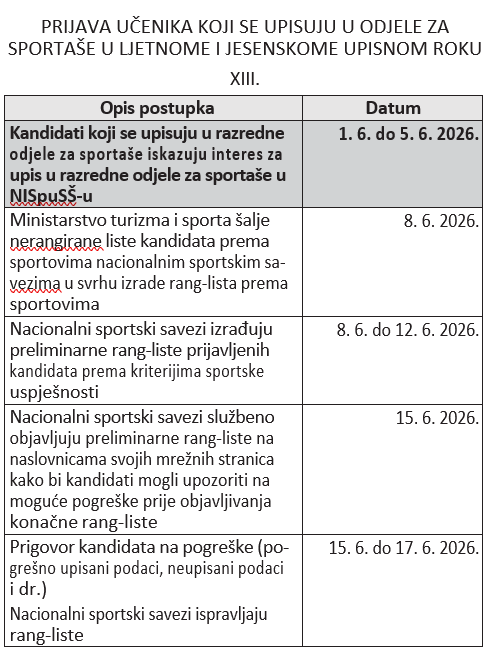 PRIJAVA UČENIKA KOJI SE UPISUJU U ODJELE ZA
SPORTAŠE U LJETNOME I JESENSKOME UPISNOM ROKU
XIII.
Opis postupka Datum
Kandidati koji se upisuju u razredne 1. 6. do 5. 6. 2026.
odjele za sportaše iskazuju interes za
upis u razredne odjele za sportaše u
NISpuSŠ-u
Ministarstvo turizma i sporta šalje 8. 6. 2026.
nerangirane liste kandidata prema
sportovima nacionalnim sportskim sa-
vezima u svrhu izrade rang-lista prema
sportovima
Nacionalni sportski savezi izrađuju 8. 6. do 12. 6. 2026.
preliminarne rang-liste prijavljenih
kandidata prema kriterijima sportske
uspješnosti
Nacionalni sportski savezi službeno 15. 6. 2026.
objavljuju preliminarne rang-liste na
naslovnicama svojih mrežnih stranica
kako bi kandidati mogli upozoriti na
moguće pogreške prije objavljivanja
konačne rang-liste
Prigovor kandidata na pogreške (po- 15. 6. do 17. 6. 2026.
grešno upisani podaci, neupisani podaci
i dr.)
Nacionalni sportski savezi ispravljaju
rang-liste